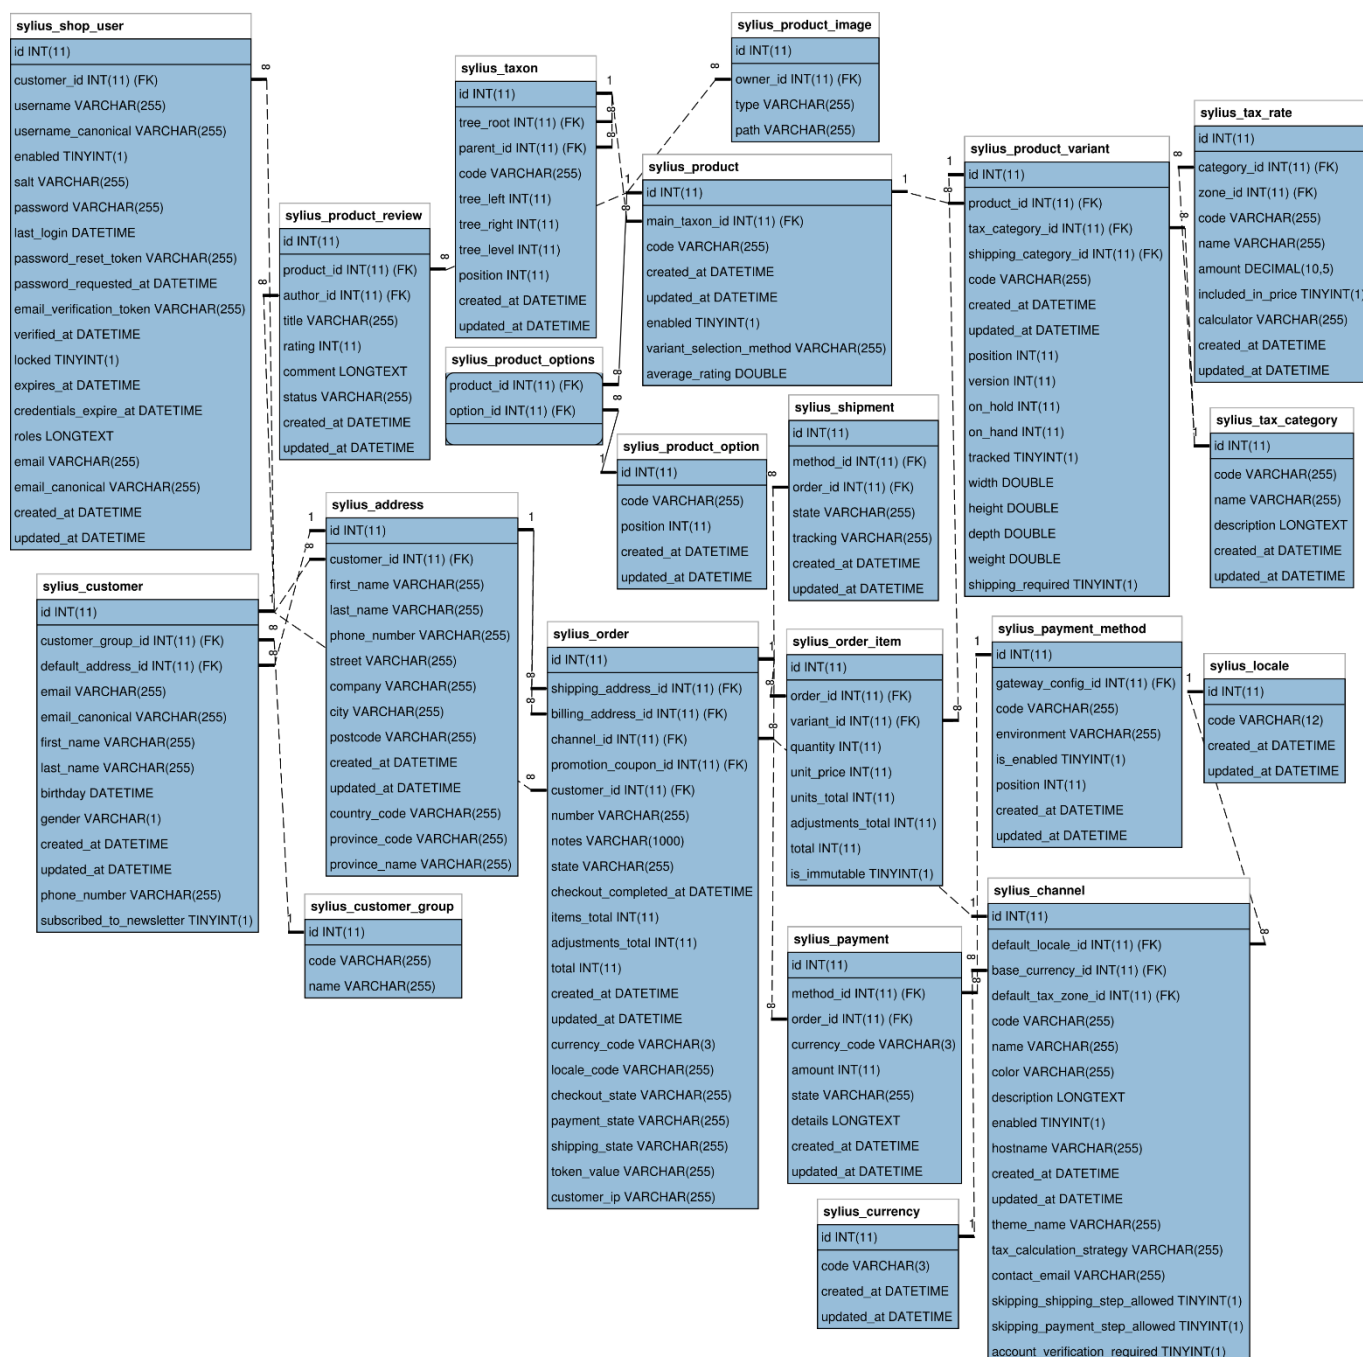 sylius_shop_user
id INT(11)
customer_id INT(11) (FK)
username VARCHAR(255)
username_canonical VARCHAR(255)
enabled TINYINT(1)
salt VARCHAR(255)
password VARCHAR(255)
last_login DATETIME
password_reset_token VARCHAR(255)
password_requested_at DATETIME
email_verification_token VARCHAR(255)
verified_at DATETIME
locked TINYINT(1)
expires_at DATETIME
credentials_expire_at DATETIME
roles LONGTEXT
email VARCHAR(255)
email_canonical VARCHAR(255)
created_at DATETIME
updated_at DATETIME
sylius_product_review
id INT(11)
product_id INT(11) (FK)
author_id INT(11) (FK)
title VARCHAR(255)
rating INT(11)
comment LONGTEXT
status VARCHAR(255)
created_at DATETIME
updated_at DATETIME
sylius_taxon
id INT(11)
tree_root INT(11) (FK)
parent_id INT(11) (FK)
code VARCHAR(255)
tree_left INT(11)
tree_right INT(11)
tree_level INT(11)
position INT(11)
created_at DATETIME
updated_at DATETIME
sylius_product_options
product_id INT(11) (FK)
option_id INT(11) (FK)
sylius_product_image
id INT(11)
owner_id INT(11) (FK)
type VARCHAR(255)
path VARCHAR(255)
sylius_product
id INT(11)
main_taxon_id INT(11) (FK)
code VARCHAR(255)
created_at DATETIME
updated_at DATETIME
enabled TINYINT(1)
variant_selection_method VARCHAR(255)
average_rating DOUBLE
sylius_product_variant
id INT(11)
product_id INT(11) (FK)
tax_category_id INT(11) (FK)
shipping_category_id INT(11) (FK)
code VARCHAR(255)
created_at DATETIME
updated_at DATETIME
position INT(11)
version INT(11)
on_hold INT(11)
on_hand INT(11)
tracked TINYINT(1)
width DOUBLE
height DOUBLE
depth DOUBLE
weight DOUBLE
shipping_required TINYINT(1)
sylius_tax_rate
id INT(11)
category_id INT(11) (FK)
zone_id INT(11) (FK)
code VARCHAR(255)
name VARCHAR(255)
amount DECIMAL(10,5)
included_in_price TINYINT(1)
calculator VARCHAR(255)
created_at DATETIME
updated_at DATETIME
sylius_tax_category
id INT(11)
code VARCHAR(255)
name VARCHAR(255)
description LONGTEXT
created_at DATETIME
updated_at DATETIME
sylius_product_option
id INT(11)
code VARCHAR(255)
position INT(11)
created_at DATETIME
updated_at DATETIME
sylius_shipment
id INT(11)
method_id INT(11) (FK)
order_id INT(11) (FK)
state VARCHAR(255)
tracking VARCHAR(255)
created_at DATETIME
updated_at DATETIME
sylius_customer
id INT(11)
customer_group_id INT(11) (FK)
default_address_id INT(11) (FK)
email VARCHAR(255)
email_canonical VARCHAR(255)
first_name VARCHAR(255)
last_name VARCHAR(255)
birthday DATETIME
gender VARCHAR(1)
created_at DATETIME
updated_at DATETIME
phone_number VARCHAR(255)
subscribed_to_newsletter TINYINT(1)
sylius_address
id INT(11)
customer_id INT(11) (FK)
first_name VARCHAR(255)
last_name VARCHAR(255)
phone_number VARCHAR(255)
street VARCHAR(255)
company VARCHAR(255)
city VARCHAR(255)
postcode VARCHAR(255)
created_at DATETIME
updated_at DATETIME
country_code VARCHAR(255)
province_code VARCHAR(255)
province_name VARCHAR(255)
sylius_customer_group
id INT(11)
code VARCHAR(255)
name VARCHAR(255)
sylius_order
id INT(11)
shipping_address_id INT(11) (FK)
billing_address_id INT(11) (FK)
channel_id INT(11) (FK)
promotion_coupon_id INT(11) (FK)
customer_id INT(11) (FK)
number VARCHAR(255)
notes VARCHAR(1000)
state VARCHAR(255)
checkout_completed_at DATETIME
items_total INT(11)
adjustments_total INT(11)
total INT(11)
created_at DATETIME
updated_at DATETIME
currency_code VARCHAR(3)
locale_code VARCHAR(255)
checkout_state VARCHAR(255)
payment_state VARCHAR(255)
shipping_state VARCHAR(255)
token_value VARCHAR(255)
customer_ip VARCHAR(255)
sylius_order_item
id INT(11)
order_id INT(11) (FK)
variant_id INT(11) (FK)
quantity INT(11)
unit_price INT(11)
units_total INT(11)
adjustments_total INT(11)
total INT(11)
is_immutable TINYINT(1)
sylius_payment
id INT(11)
method_id INT(11) (FK)
order_id INT(11) (FK)
currency_code VARCHAR(3)
amount INT(11)
state VARCHAR(255)
details LONGTEXT
created_at DATETIME
updated_at DATETIME
sylius_currency
id INT(11)
code VARCHAR(3)
created_at DATETIME
updated_at DATETIME
sylius_payment_method
id INT(11)
gateway_config_id INT(11) (FK)
code VARCHAR(255)
environment VARCHAR(255)
is_enabled TINYINT(1)
position INT(11)
created_at DATETIME
updated_at DATETIME
sylius_locale
id INT(11)
code VARCHAR(12)
created_at DATETIME
updated_at DATETIME
sylius_channel
id INT(11)
default_locale_id INT(11) (FK)
base_currency_id INT(11) (FK)
default_tax_zone_id INT(11) (FK)
code VARCHAR(255)
name VARCHAR(255)
color VARCHAR(255)
description LONGTEXT
enabled TINYINT(1)
hostname VARCHAR(255)
created_at DATETIME
updated_at DATETIME
theme_name VARCHAR(255)
tax_calculation_strategy VARCHAR(255)
contact_email VARCHAR(255)
skipping_shipping_step_allowed TINYINT(1)
skipping_payment_step_allowed TINYINT(1)
account_verification_required TINYINT(1)